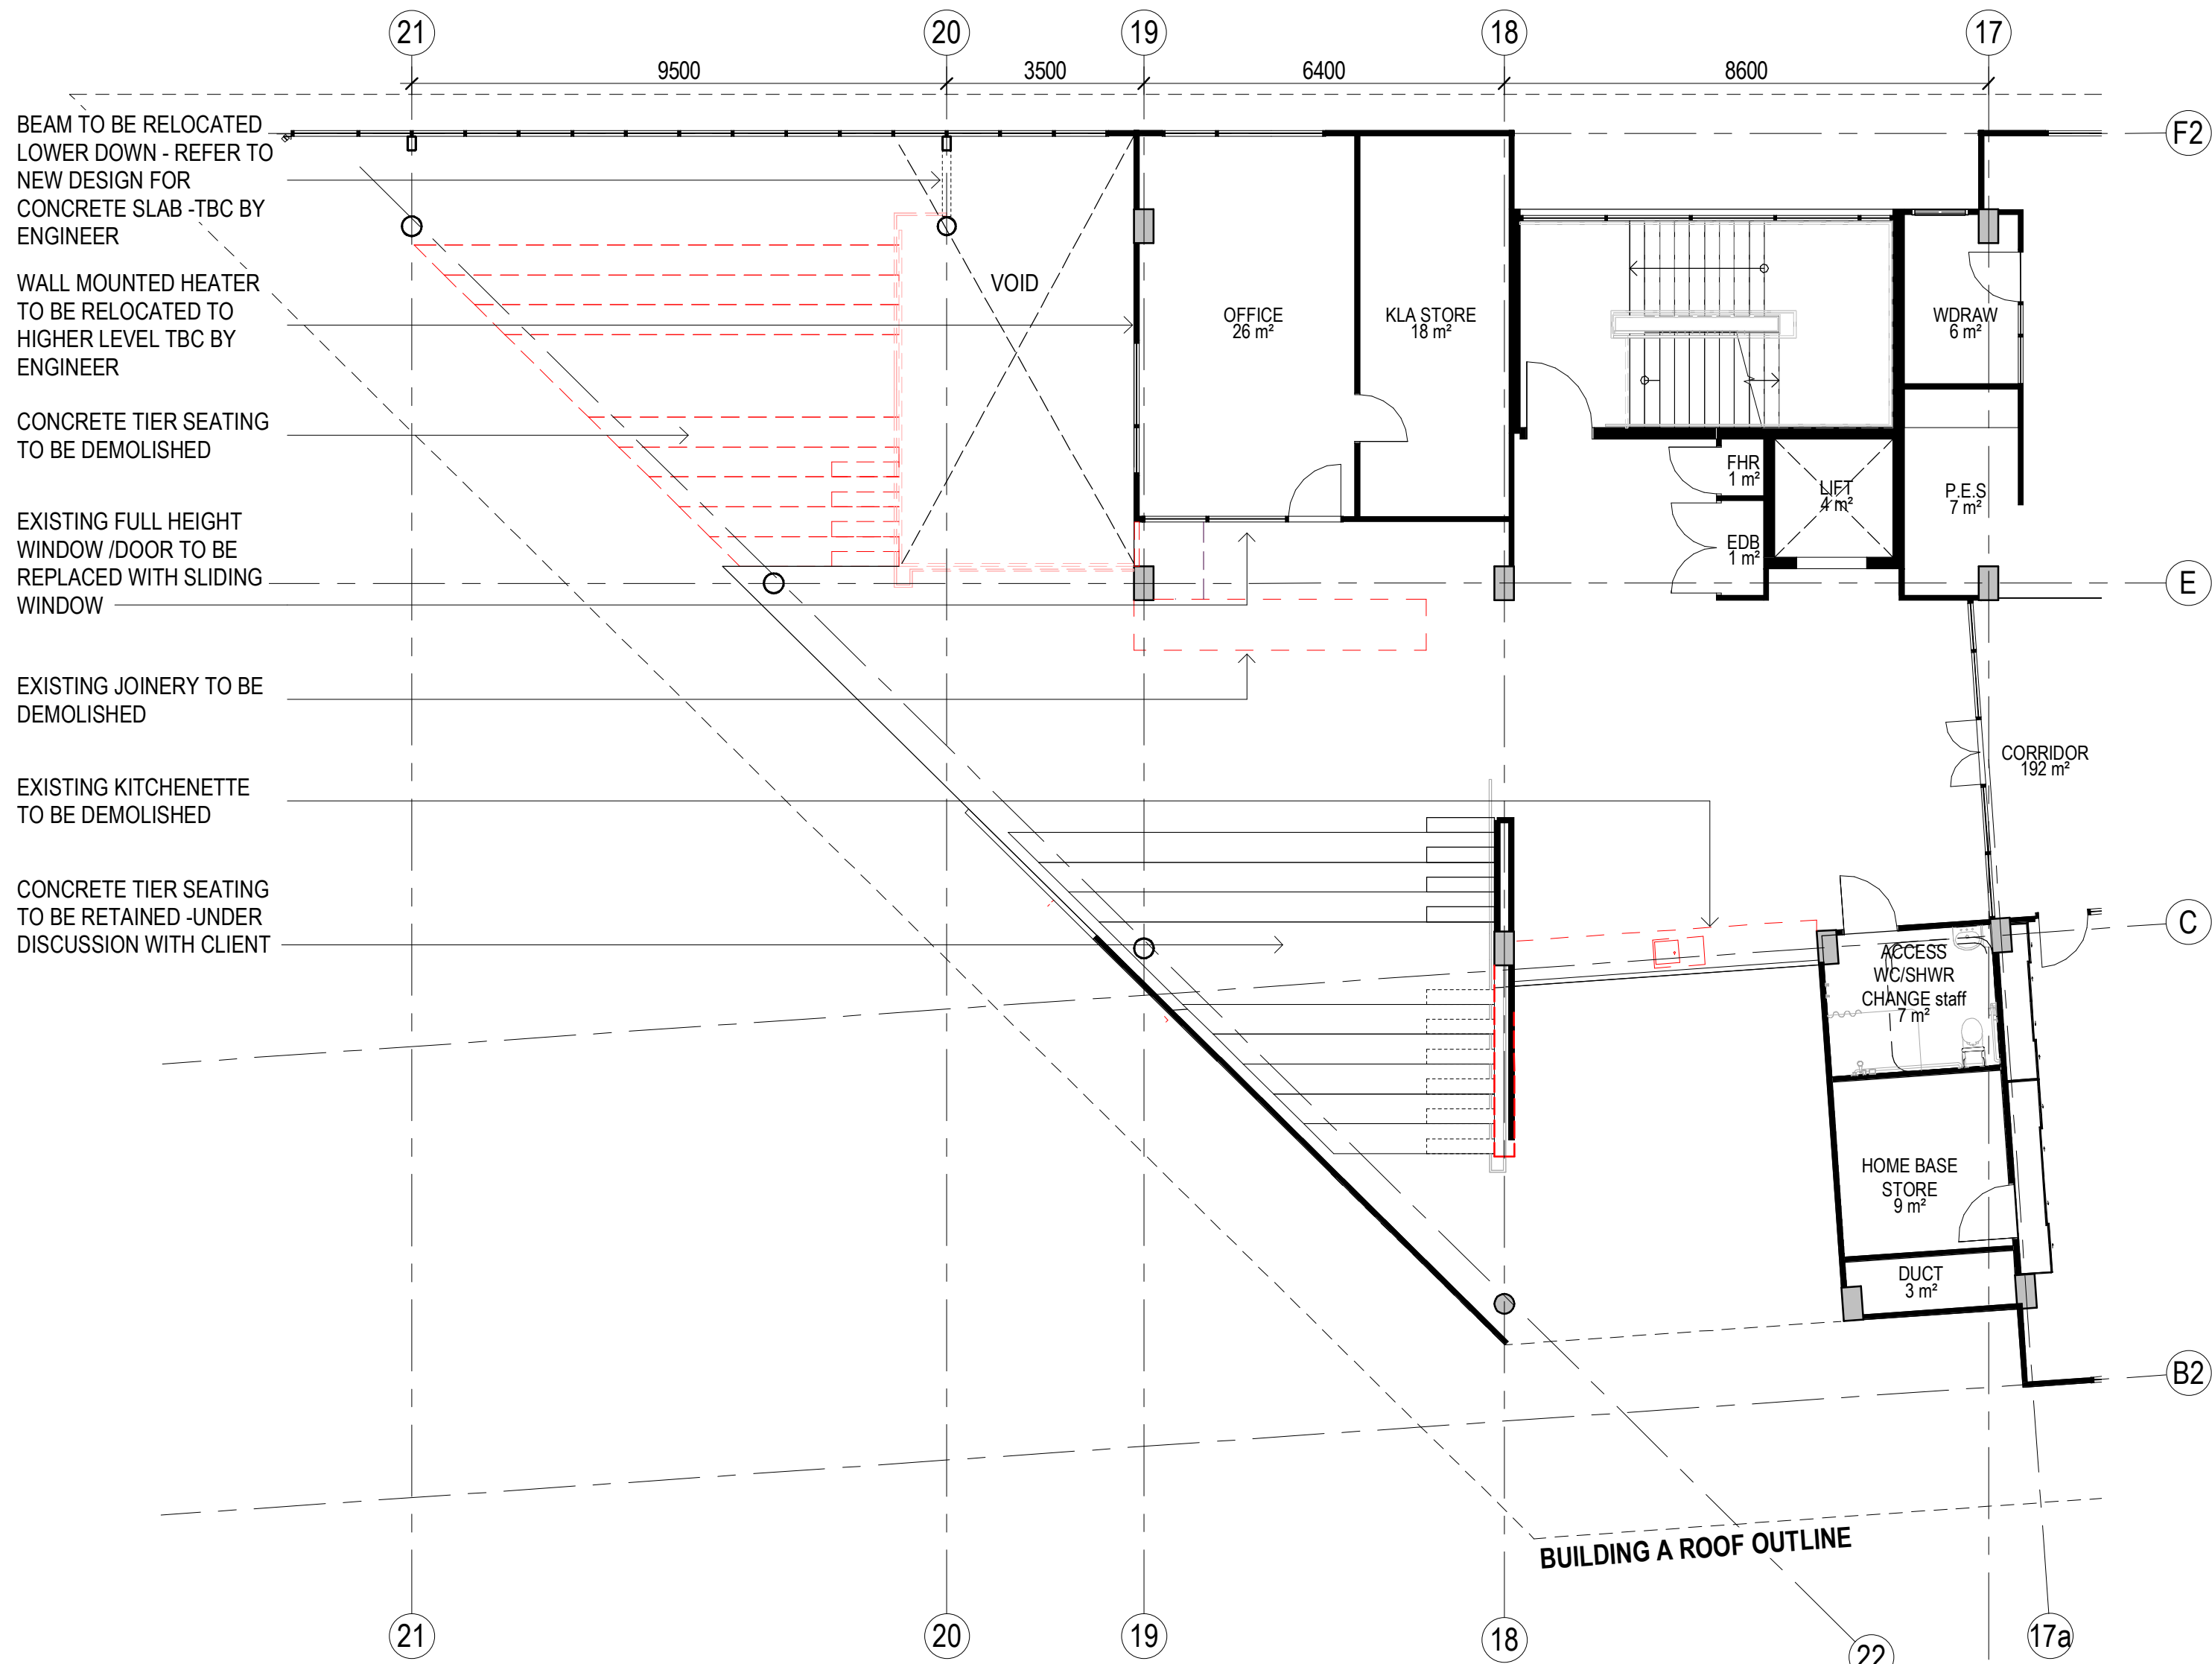 21
20
19
18
17
9500
3500
6400
8600
F2
BEAM TO BE RELOCATED
LOWER DOWN - REFER TO
NEW DESIGN FOR
CONCRETE SLAB -TBC BY
ENGINEER
WALL MOUNTED HEATER
TO BE RELOCATED TO
HIGHER LEVEL TBC BY
ENGINEER
CONCRETE TIER SEATING
TO BE DEMOLISHED
EXISTING FULL HEIGHT
WINDOW /DOOR TO BE
REPLACED WITH SLIDING
WINDOW
EXISTING JOINERY TO BE
DEMOLISHED
EXISTING KITCHENETTE
TO BE DEMOLISHED
CONCRETE TIER SEATING
TO BE RETAINED -UNDER
DISCUSSION WITH CLIENT
VOID
OFFICE
26 m²
KLA STORE
18 m²
WDRAW
6 m²
FHR
1 m²
LIFT
4 m²
P.E.S
7 m²
EDB
1 m²
E
CORRIDOR
192 m²
C
ACCESS
WC/SHWR
CHANGE staff
7 m²
HOME BASE
STORE
9 m²
DUCT
3 m²
B2
BUILDING A ROOF OUTLINE
21
20
19
18
22
17a